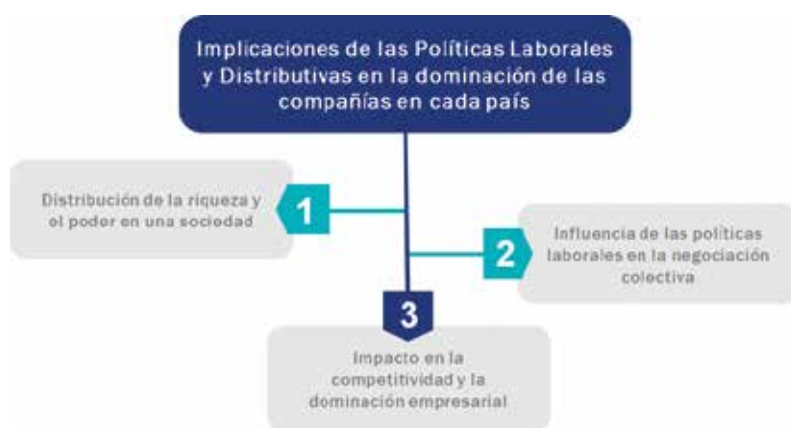 Implicaciones de las Políticas Laborales
y Distributivas en la dominación de las
compañías en cada país
Distribución de la riqueza y
el poder en una sociedad
1
2
Influencia de las políticas
laborales en la negociación
colectiva
3
Impacto en la
competitividad y la
dominación empresarial